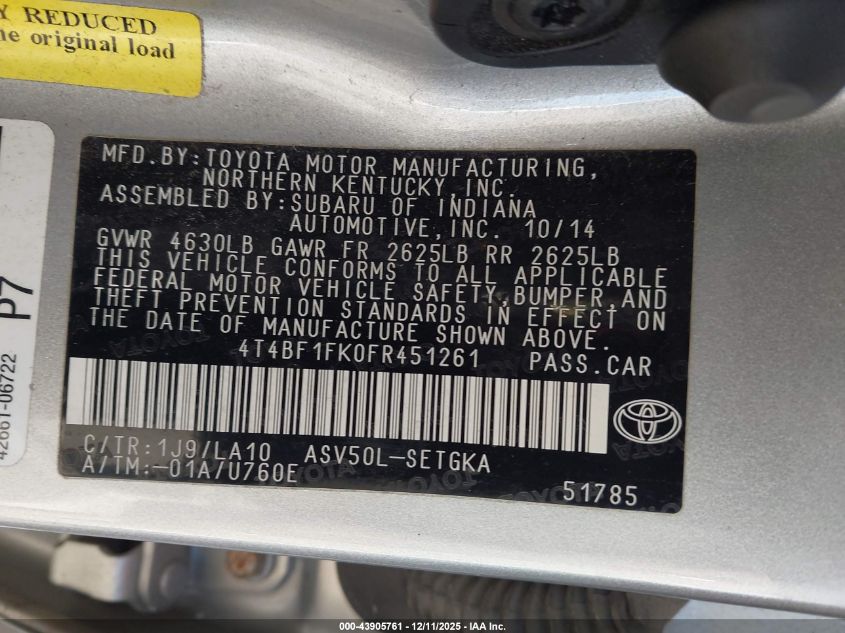 Y REDUCED
he original load
P7
42661-06722
MFD.BY:TOYOTA MOTOR MANUFACTURING,
NORTHERN KENTUCKY,INC.
ASSEMBLED BY:SUBARU OF INDIANA
AUTOMOTIVE,INC. 10/14
GVWR 4630LB GAWR FR 2625LB RR 2625LB
THIS VEHICLE CONFORMS TO ALL APPLICABLE
FEDERAL MOTOR VEHICLE SAFETY,BUMPER,AND
THEFT PREVENTION STANDARDS IN EFFECT ON
THE DATE OF MANUFACTURE SHOWN ABOVE.
4T4BF1FK0FR451261 PASS.CAR
C/TR:1J9/LA10 ASV50L-SETGKA
A/TM:-01A/U760E
51785
000-43905761 - 12/11/2025 - IAA Inc.